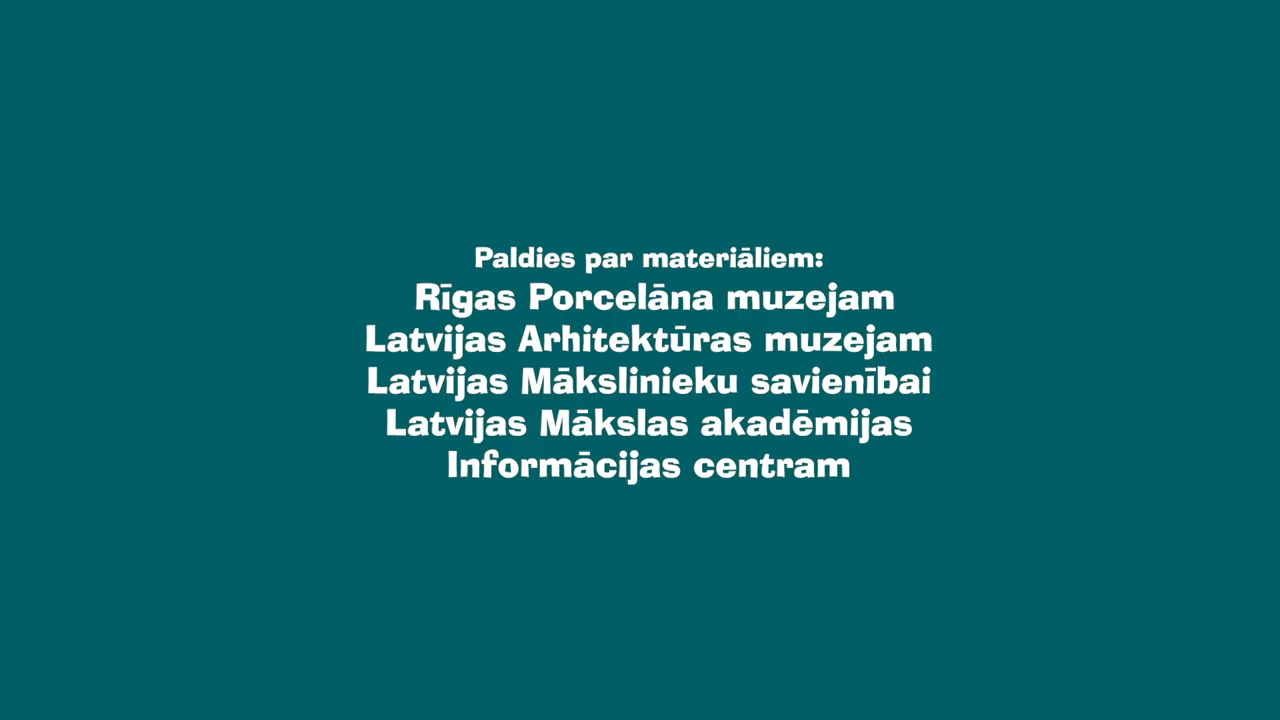 Paldies par materiāliem:
Rīgas Porcelāna muzejam
Latvijas Arhitektūras muzejam
Latvijas Mākslinieku savienībai
Latvijas Mākslas akadēmijas
Informācijas centram